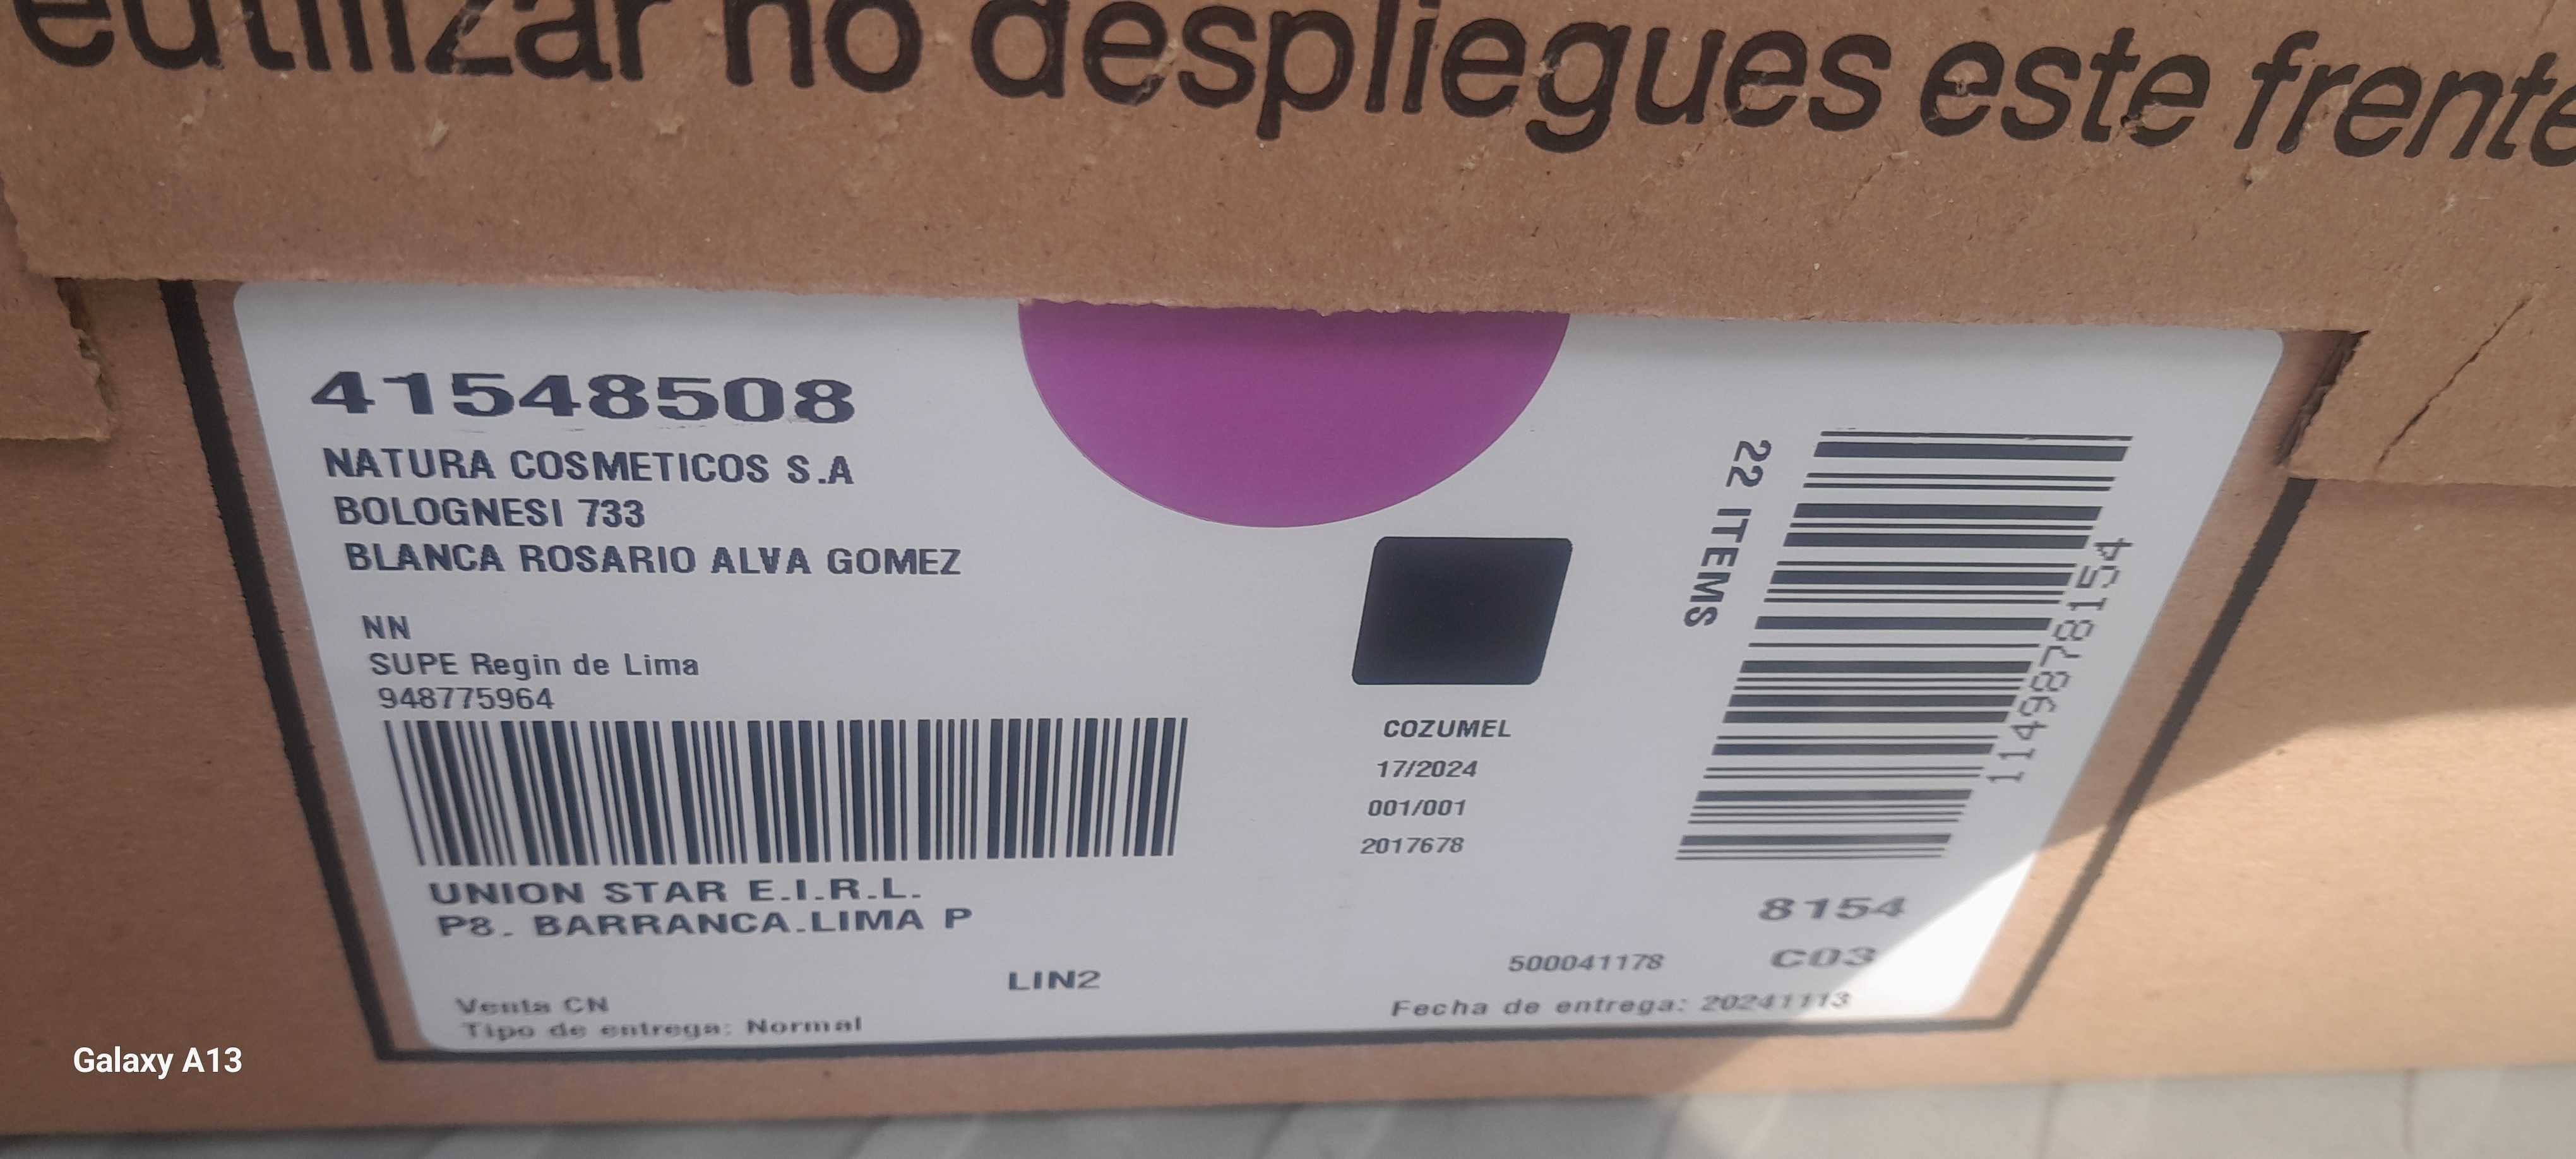 eutilizar no despliegues este frente
41548508
NATURA COSMETICOS S.A
BOLOGNESI 733
BLANCA ROSARIO ALVA GOMEZ
NN
SUPE Regin de Lima
948775964
UNION STAR E.I.R.L.
P8. BARRANCA.LIMA P
LIN2
Venta CN
Tipo de entrega: Normal
COZUMEL
17/2024
001/001
2017678
22 ITEMS
1149878154
8154
C03
500041178
Fecha de entrega: 20241113
Galaxy A13